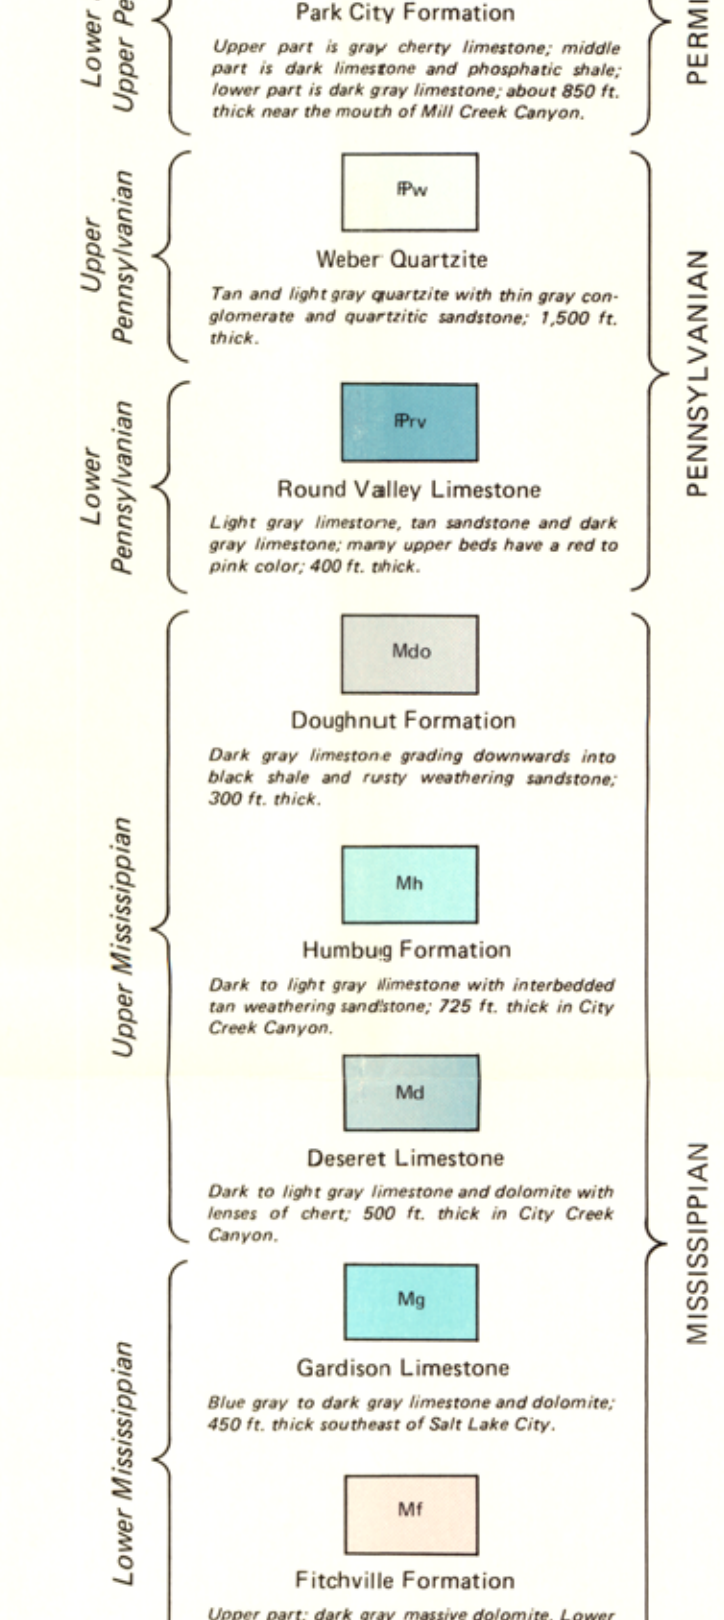 Park City Formation
Upper part is gray cherty limestone; middle
part is dark limestone and phosphatic shale;
lower part is dark gray limestone; about 850 ft.
thick near the mouth of Mill Creek Canyon.
Lower
PERMI
ⅣPw
Weber Quartzite
Tan and light gray quartzite with thin gray con-
glomerate and quartzitic sandstone; 1,500 ft.
thick.
Upper
Pennsylvanian
PENNSYLVANIAN
Prv
Round Valley Limestone
Light gray limestone, tan sandstone and dark
gray limestone; many upper beds have a red to
pink color; 400 ft. thick.
Lower
Pennsylvanian
Mdo
Doughnut Formation
Dark gray limestone grading downwards into
black shale and rusty weathering sandstone;
300 ft. thick.
Mh
Humbug Formation
Dark to light gray limestone with interbedded
tan weathering sandstone; 725 ft. thick in City
Creek Canyon.
Upper Mississippian
Md
Deseret Limestone
Dark to light gray limestone and dolomite with
lenses of chert; 500 ft. thick in City Creek
Canyon.
MISSISSIPPIAN
Mg
Gardison Limestone
Blue gray to dark gray limestone and dolomite;
450 ft. thick southeast of Salt Lake City.
Lower Mississippian
Mf
Fitchville Formation
Upper part: dark gray massive dolomite. Lower